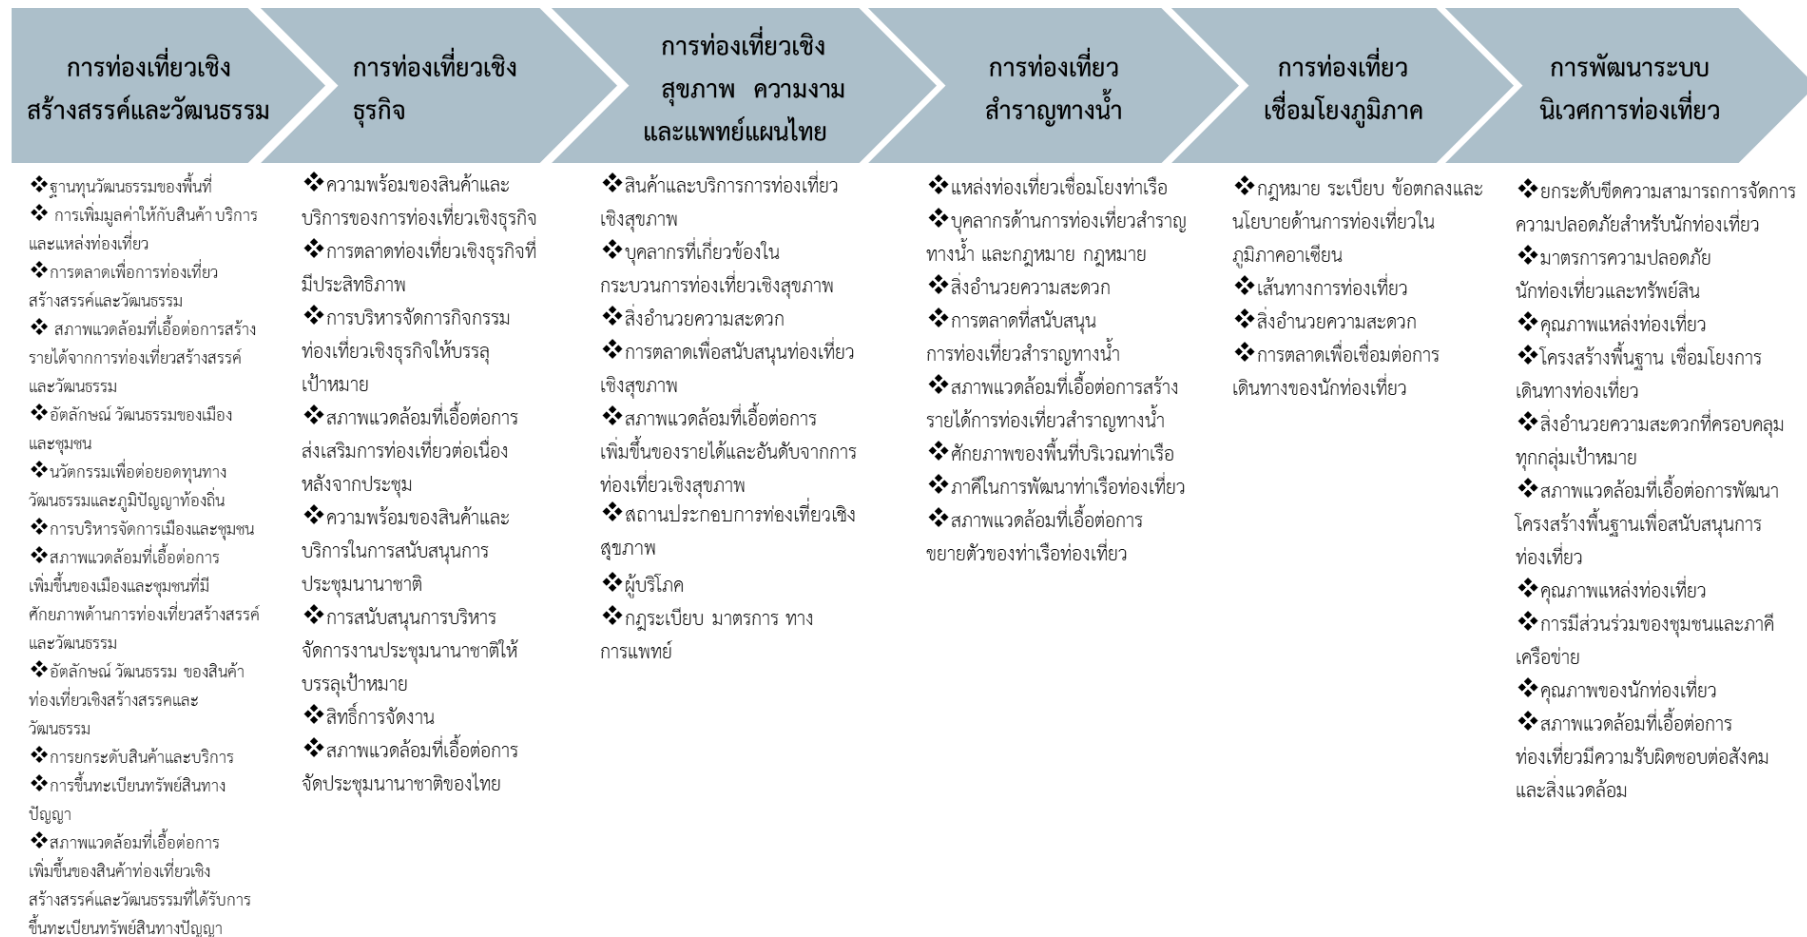 การท่องเที่ยวเชิง
สร้างสรรค์และวัฒนธรรม
❖ฐานทุนวัฒนธรรมของพื้นที่
❖ การเพิ่มมูลค่าให้กับสินค้า บริการ
และแหล่งท่องเที่ยว
❖การตลาดเพื่อการท่องเที่ยว
สร้างสรรค์และวัฒนธรรม
❖ สภาพแวดล้อมที่เอื้อต่อการสร้าง
รายได้จากการท่องเที่ยวสร้างสรรค์
และวัฒนธรรม
❖อัตลักษณ์ วัฒนธรรมของเมือง
และชุมชน
❖นวัตกรรมเพื่อต่อยอดทุนทาง
วัฒนธรรมและภูมิปัญญาท้องถิ่น
❖การบริหารจัดการเมืองและชุมชน
❖สภาพแวดล้อมที่เอื้อต่อการ
เพิ่มขึ้นของเมืองและชุมชนที่มี
ศักยภาพด้านการท่องเที่ยวสร้างสรรค์
และวัฒนธรรม
❖อัตลักษณ์ วัฒนธรรม ของสินค้า
ท่องเที่ยวเชิงสร้างสรรคและ
วัฒนธรรม
❖การยกระดับสินค้าและบริการ
❖การขึ้นทะเบียนทรัพย์สินทาง
ปัญญา
❖สภาพแวดล้อมที่เอื้อต่อการ
เพิ่มขึ้นของสินค้าท่องเที่ยวเชิง
สร้างสรรค์และวัฒนธรรมที่ได้รับการ
ขึ้นทะเบียนทรัพย์สินทางปัญญา
การท่องเที่ยวเชิง
ธุรกิจ
❖ความพร้อมของสินค้าและ
บริการของการท่องเที่ยวเชิงธุรกิจ
❖การตลาดท่องเที่ยวเชิงธุรกิจที่
มีประสิทธิภาพ
❖การบริหารจัดการกิจกรรม
ท่องเที่ยวเชิงธุรกิจให้บรรลุ
เป้าหมาย
❖สภาพแวดล้อมที่เอื้อต่อการ
ส่งเสริมการท่องเที่ยวต่อเนื่อง
หลังจากประชุม
❖ความพร้อมของสินค้าและ
บริการในการสนับสนุนการ
ประชุมนานาชาติ
❖การสนับสนุนการบริหาร
จัดการงานประชุมนานาชาติให้
บรรลุเป้าหมาย
❖สิทธิ์การจัดงาน
❖สภาพแวดล้อมที่เอื้อต่อการ
จัดประชุมนานาชาติของไทย
การท่องเที่ยวเชิง
สุขภาพ ความงาม
และแพทย์แผนไทย
❖สินค้าและบริการการท่องเที่ยว
เชิงสุขภาพ
❖บุคลากรที่เกี่ยวข้องใน
กระบวนการท่องเที่ยวเชิงสุขภาพ
❖สิ่งอำนวยความสะดวก
❖การตลาดเพื่อสนับสนุนท่องเที่ยว
เชิงสุขภาพ
❖สภาพแวดล้อมที่เอื้อต่อการ
เพิ่มขึ้นของรายได้และอันดับจากการ
ท่องเที่ยวเชิงสุขภาพ
❖สถานประกอบการท่องเที่ยวเชิง
สุขภาพ
❖ผู้บริโภค
❖กฎระเบียบ มาตรการ ทาง
การแพทย์
การท่องเที่ยว
สำราญทางน้ำ
❖แหล่งท่องเที่ยวเชื่อมโยงท่าเรือ
❖บุคลากรด้านการท่องเที่ยวสำราญ
ทางน้ำ และกฎหมาย กฎหมาย
❖สิ่งอำนวยความสะดวก
❖การตลาดที่สนับสนุน
การท่องเที่ยวสำราญทางน้ำ
❖สภาพแวดล้อมที่เอื้อต่อการสร้าง
รายได้การท่องเที่ยวสำราญทางน้ำ
❖ศักยภาพของพื้นที่บริเวณท่าเรือ
❖ภาคีในการพัฒนาท่าเรือท่องเที่ยว
❖สภาพแวดล้อมที่เอื้อต่อการ
ขยายตัวของท่าเรือท่องเที่ยว
การท่องเที่ยว
เชื่อมโยงภูมิภาค
❖กฎหมาย ระเบียบ ข้อตกลงและ
นโยบายด้านการท่องเที่ยวใน
ภูมิภาคอาเซียน
❖เส้นทางการท่องเที่ยว
❖สิ่งอำนวยความสะดวก
❖การตลาดเพื่อเชื่อมต่อการ
เดินทางของนักท่องเที่ยว
การพัฒนาระบบ
นิเวศการท่องเที่ยว
❖ยกระดับขีดความสามารถการจัดการ
ความปลอดภัยสำหรับนักท่องเที่ยว
❖มาตรการความปลอดภัย
นักท่องเที่ยวและทรัพย์สิน
❖คุณภาพแหล่งท่องเที่ยว
❖โครงสร้างพื้นฐาน เชื่อมโยงการ
เดินทางท่องเที่ยว
❖สิ่งอำนวยความสะดวกที่ครอบคลุม
ทุกกลุ่มเป้าหมาย
❖สภาพแวดล้อมที่เอื้อต่อการพัฒนา
โครงสร้างพื้นฐานเพื่อสนับสนุนการ
ท่องเที่ยว
❖คุณภาพแหล่งท่องเที่ยว
❖การมีส่วนร่วมของชุมชนและภาคี
เครือข่าย
❖คุณภาพของนักท่องเที่ยว
❖สภาพแวดล้อมที่เอื้อต่อการ
ท่องเที่ยวมีความรับผิดชอบต่อสังคม
และสิ่งแวดล้อม